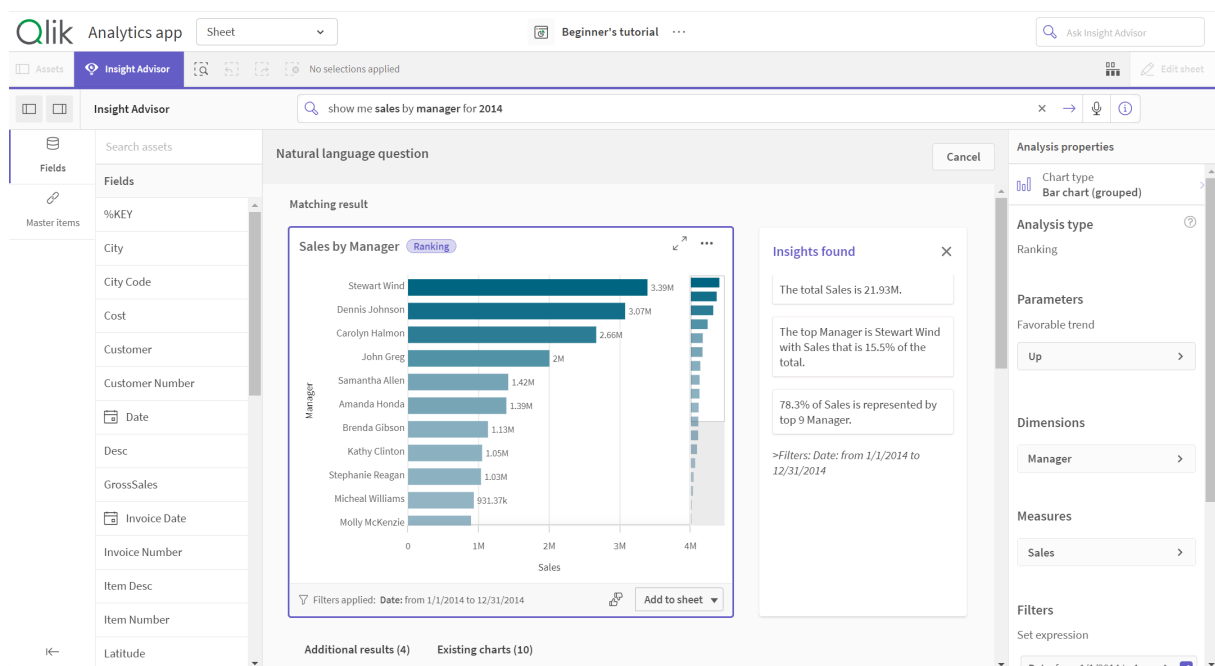 Qlik Analytics app Sheet Beginner's tutorial ··· Ask Insight Advisor
Assets Insight Advisor No selections applied Edit sheet
Insight Advisor show me sales by manager for 2014
Fields
Master items
Search assets
Fields
%KEY
City
City Code
Cost
Customer
Customer Number
Date
Desc
GrossSales
Invoice Date
Invoice Number
Item Desc
Item Number
Latitude
Natural language question Cancel
Matching result
Sales by Manager Ranking
Manager
Stewart Wind 3.39M
Dennis Johnson 3.07M
Carolyn Halmon 2.66M
John Greg 2M
Samantha Allen 1.42M
Amanda Honda 1.39M
Brenda Gibson 1.13M
Kathy Clinton 1.05M
Stephanie Reagan 1.03M
Micheal Williams 931.37k
Molly McKenzie
0 1M 2M 3M 4M
Sales
Filters applied: Date: from 1/1/2014 to 12/31/2014 Add to sheet
Additional results (4) Existing charts (10)
Insights found
The total Sales is 21.93M.
The top Manager is Stewart Wind
with Sales that is 15.5% of the
total.
78.3% of Sales is represented by
top 9 Manager.
>Filters: Date: from 1/1/2014 to
12/31/2014
Analysis properties
Chart type
Bar chart (grouped)
Analysis type
Ranking
Parameters
Favorable trend
Up
Dimensions
Manager
Measures
Sales
Filters
Set expression